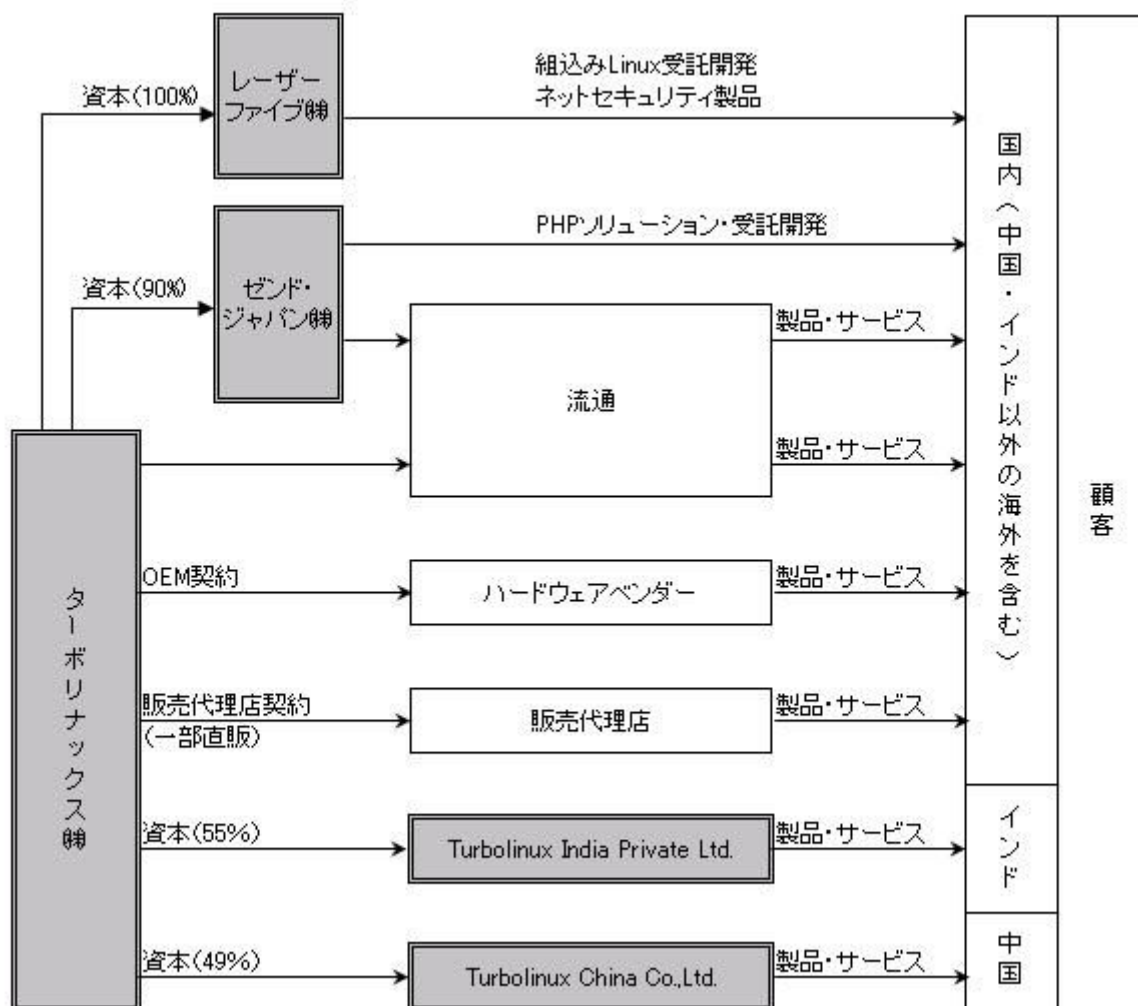 組込みLinux受託開発
ネットセキュリティ製品
資本(100%)
レーザー
ファイブ㈱
PHPソリューション・受託開発
資本(90%)
ゼンド・
ジャパン㈱
製品・サービス
流通
製品・サービス
OEM契約
ハードウェアベンダー
製品・サービス
販売代理店契約
(一部直販)
販売代理店
製品・サービス
資本(55%)
Turbolinux India Private Ltd.
製品・サービス
資本(49%)
Turbolinux China Co.,Ltd.
製品・サービス
ターボリナックス㈱
国内(中国・インド以外の海外を含む)
インド
中国
顧客